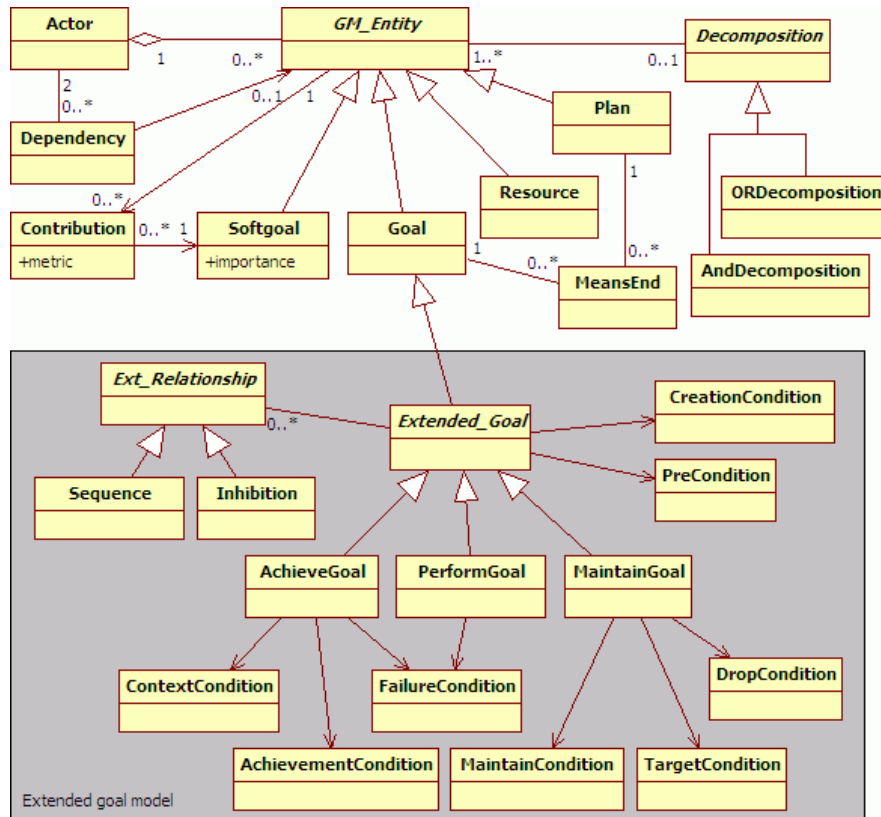 Actor
GM_Entity
Decomposition
1
0..*
1..*
0..1
2
0..*
0..1
1
Plan
Dependency
1
Resource
ORDecomposition
0..*
Contribution
+metric
0..*
1
Softgoal
+importance
Goal
1
0..*
0..*
MeansEnd
AndDecomposition
Ext_Relationship
0..*
Extended_Goal
CreationCondition
PreCondition
Sequence
Inhibition
AchieveGoal
PerformGoal
MaintainGoal
ContextCondition
FailureCondition
DropCondition
AchievementCondition
MaintainCondition
TargetCondition
Extended goal model